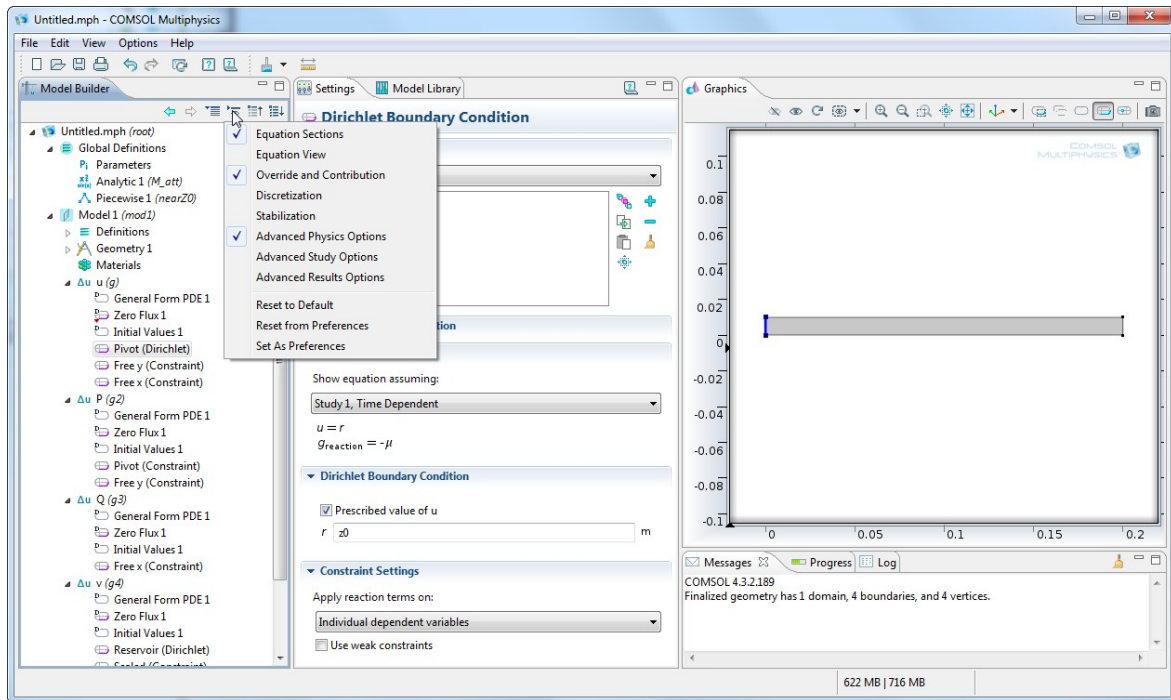 Untitled.mph - COMSOL Multiphysics
File Edit View Options Help
Model Builder
Untitled.mph (root)
Global Definitions
Pi Parameters
Analytic 1 (M_att)
Piecewise 1 (nearZ0)
Model 1 (mod1)
Definitions
Geometry 1
Materials
Δu u (g)
General Form PDE 1
Zero Flux 1
Initial Values 1
Pivot (Dirichlet)
Free y (Constraint)
Free x (Constraint)
Δu P (g2)
General Form PDE 1
Zero Flux 1
Initial Values 1
Pivot (Constraint)
Free y (Constraint)
Δu Q (g3)
General Form PDE 1
Zero Flux 1
Initial Values 1
Free x (Constraint)
Δu v (g4)
General Form PDE 1
Zero Flux 1
Initial Values 1
Reservoir (Dirichlet)
Equation Sections
Equation View
Override and Contribution
Discretization
Stabilization
Advanced Physics Options
Advanced Study Options
Advanced Results Options
Reset to Default
Reset from Preferences
Set As Preferences
Settings Model Library
Dirichlet Boundary Condition
Show equation assuming:
Study 1, Time Dependent
u = r
g_reaction = -μ
Dirichlet Boundary Condition
Prescribed value of u
r z0 m
Constraint Settings
Apply reaction terms on:
Individual dependent variables
Use weak constraints
Graphics
COMSOL
MULTIPHYSICS
0.1
0.08
0.06
0.04
0.02
0
-0.02
-0.04
-0.06
-0.08
-0.1
0 0.05 0.1 0.15 0.2
Messages Progress Log
COMSOL 4.3.2.189
Finalized geometry has 1 domain, 4 boundaries, and 4 vertices.
622 MB | 716 MB